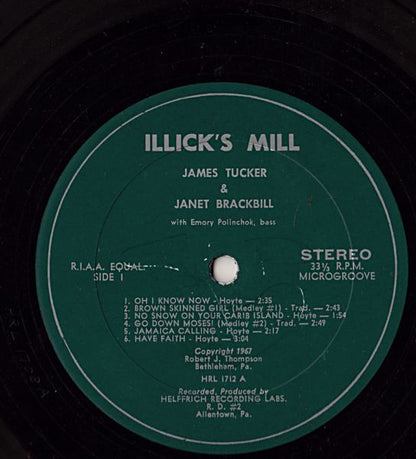 ILLICK'S MILL
JAMES TUCKER
&
JANET BRACKBILL
with Emory Polinchok, bass
R.I.A.A. EQUAL.
SIDE 1
STEREO
33⅓ R.P.M.
MICROGROOVE
1. OH I KNOW NOW - Hoyte — 2:35
2. BROWN SKINNED GIRL (Medley #1) - Trad. — 2:43
3. NO SNOW ON YOUR CARIB ISLAND - Hoyte — 1:54
4. GO DOWN MOSES! (Medley #2) - Trad. — 2:49
5. JAMAICA CALLING - Hoyte — 2:17
6. HAVE FAITH - Hoyte — 3:04
Copyright 1967
Robert J. Thompson
Bethlehem, Pa.
HRL 1712 A
Recorded, Produced by
HELFFRICH RECORDING LABS.
R. D. #2
Allentown, Pa.